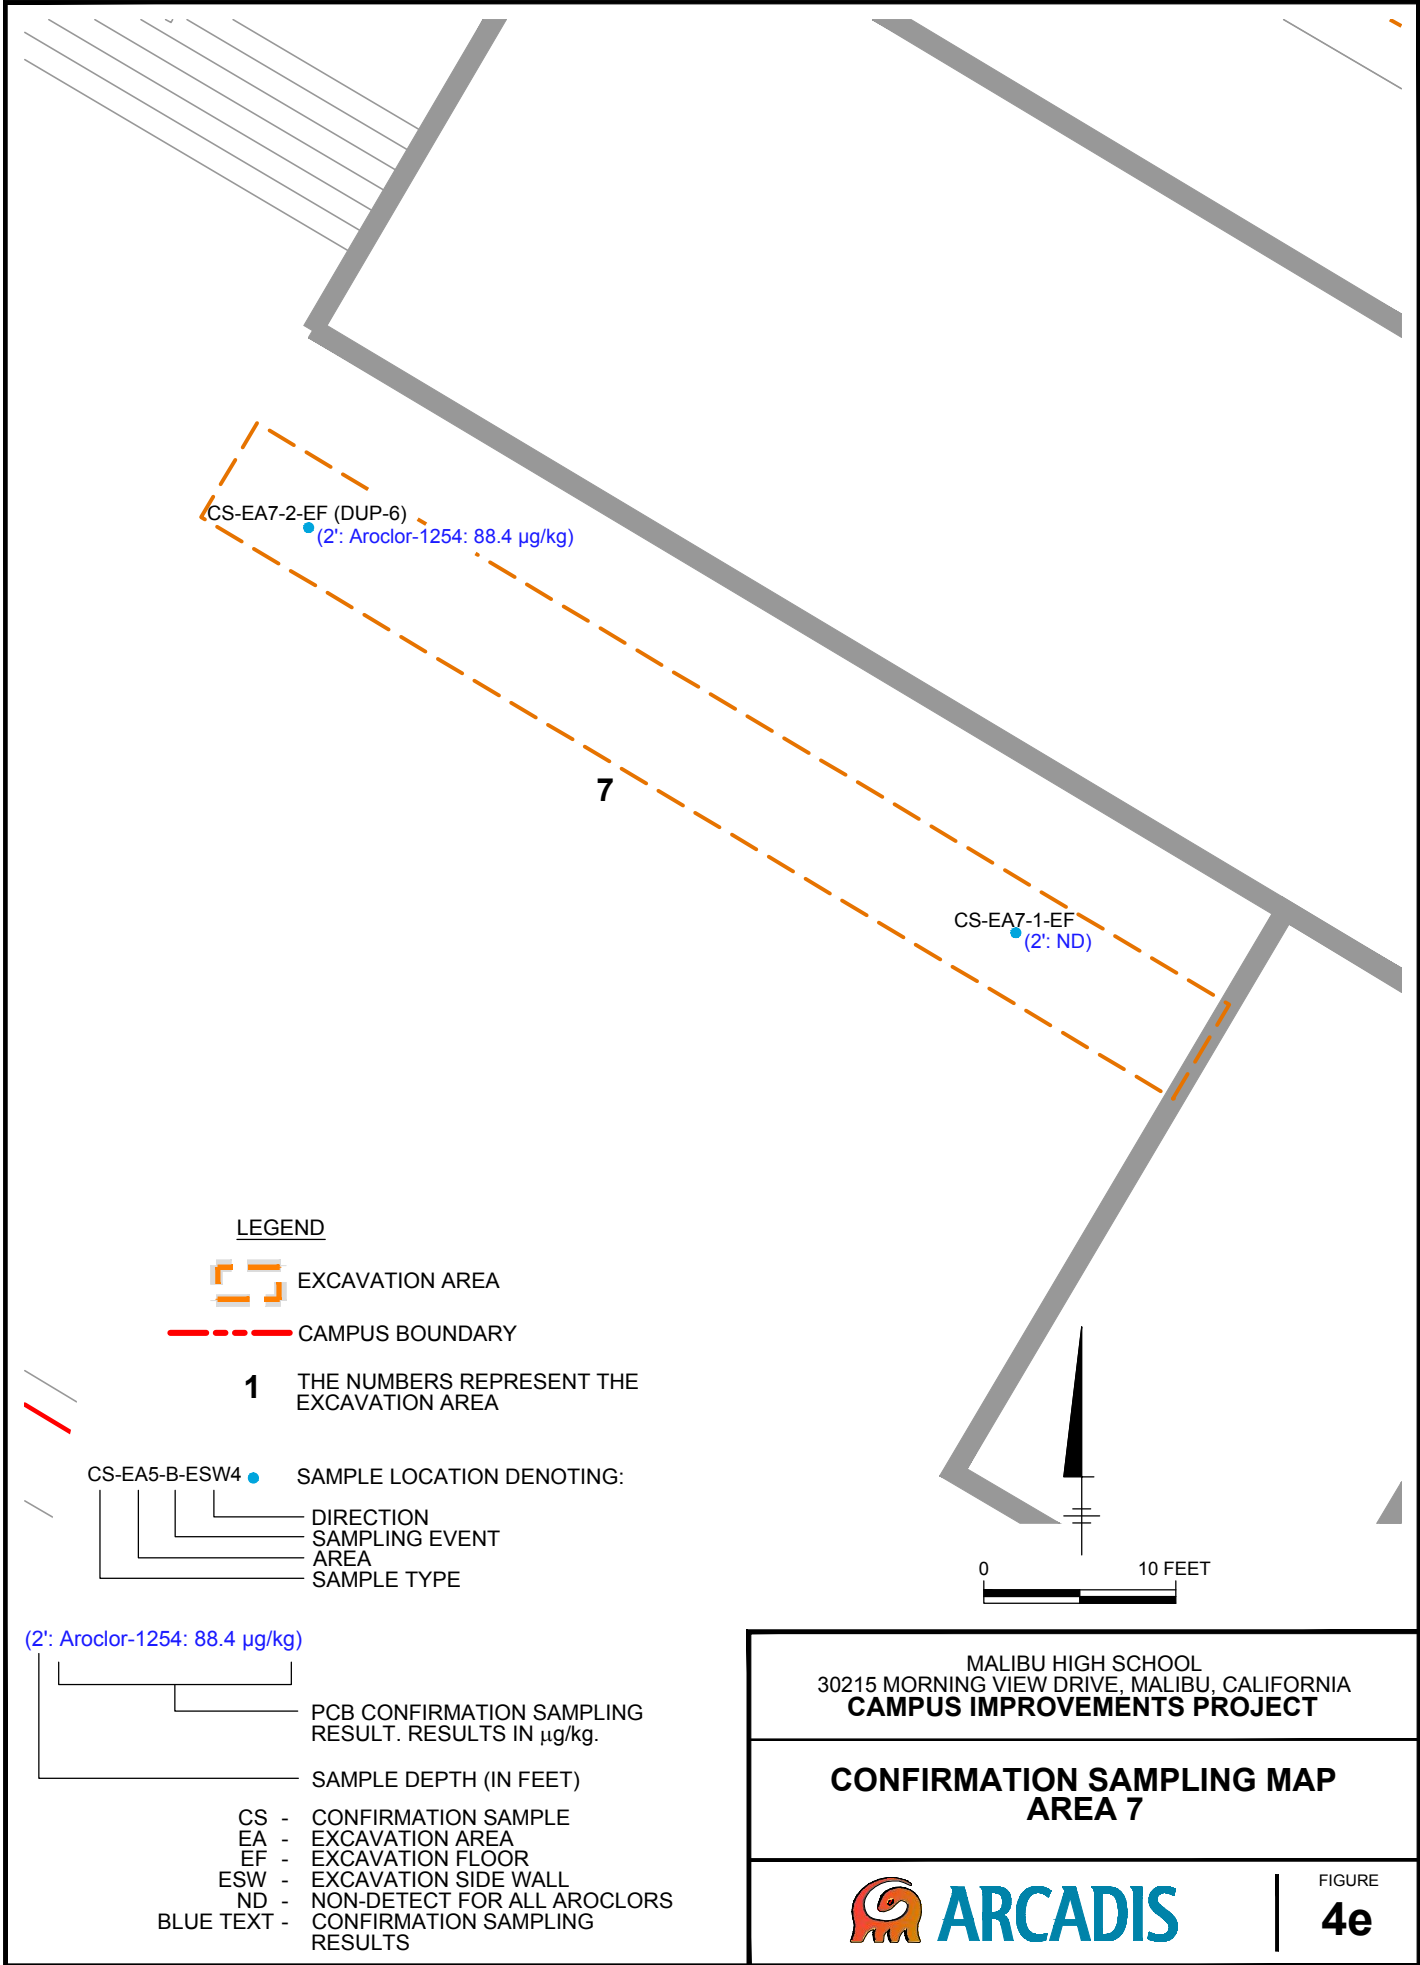 CS-EA7-2-EF (DUP-6)
(2': Aroclor-1254: 88.4 µg/kg)
7
CS-EA7-1-EF
(2': ND)
LEGEND
EXCAVATION AREA
CAMPUS BOUNDARY
1 THE NUMBERS REPRESENT THE
EXCAVATION AREA
CS-EA5-B-ESW4 SAMPLE LOCATION DENOTING:
DIRECTION
SAMPLING EVENT
AREA
SAMPLE TYPE
0 10 FEET
(2': Aroclor-1254: 88.4 µg/kg)
PCB CONFIRMATION SAMPLING
RESULT. RESULTS IN µg/kg.
SAMPLE DEPTH (IN FEET)
CS - CONFIRMATION SAMPLE
EA - EXCAVATION AREA
EF - EXCAVATION FLOOR
ESW - EXCAVATION SIDE WALL
ND - NON-DETECT FOR ALL AROCLORS
BLUE TEXT - CONFIRMATION SAMPLING
RESULTS
MALIBU HIGH SCHOOL
30215 MORNING VIEW DRIVE, MALIBU, CALIFORNIA
CAMPUS IMPROVEMENTS PROJECT
CONFIRMATION SAMPLING MAP
AREA 7
ARCADIS
FIGURE
4e